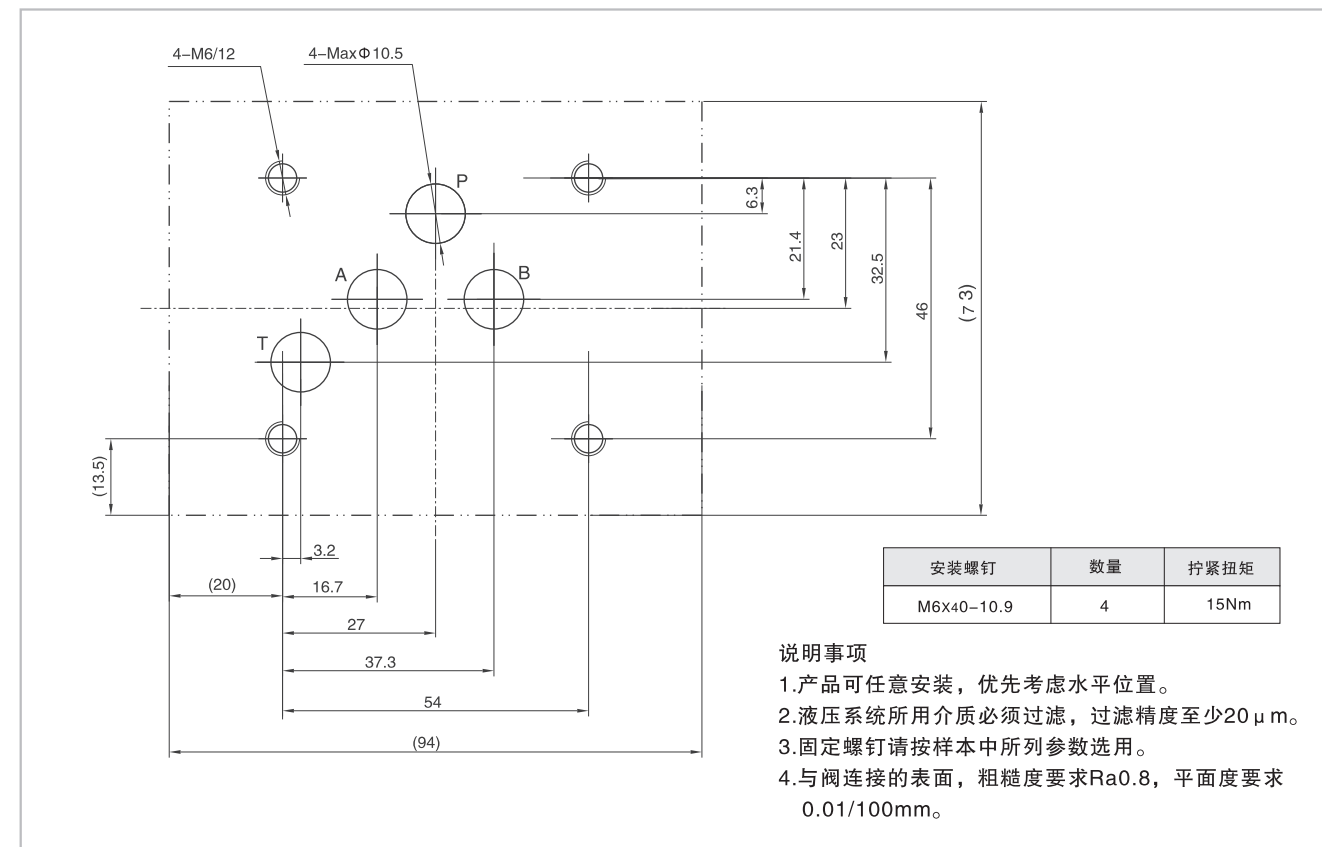 4-M6/12
4-MaxΦ10.5
P
A
B
T
6.3
21.4
23
32.5
46
(73)
(13.5)
3.2
(20)
16.7
27
37.3
54
(94)
安装螺钉 数量 拧紧扭矩
M6X40-10.9 4 15Nm
说明事项
1.产品可任意安装，优先考虑水平位置。
2.液压系统所用介质必须过滤，过滤精度至少20μm。
3.固定螺钉请按样本中所列参数选用。
4.与阀连接的表面，粗糙度要求Ra0.8，平面度要求
0.01/100mm。